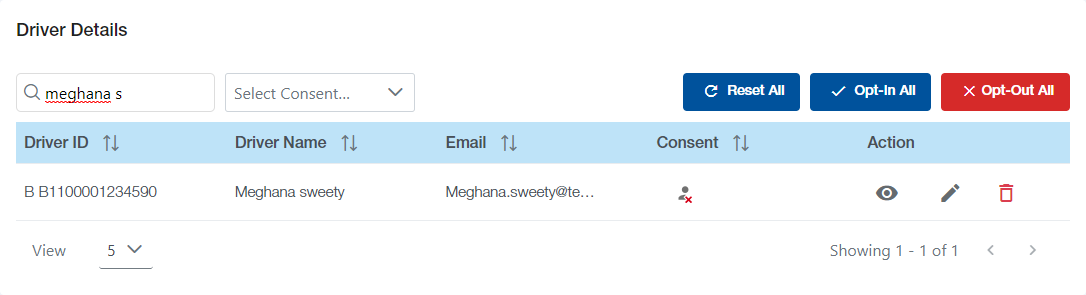 Driver Details
meghana s
Select Consent...
Reset All
Opt-In All
Opt-Out All
Driver ID Driver Name Email Consent Action
B B1100001234590 Meghana sweety Meghana.sweety@te...
View 5 Showing 1 - 1 of 1